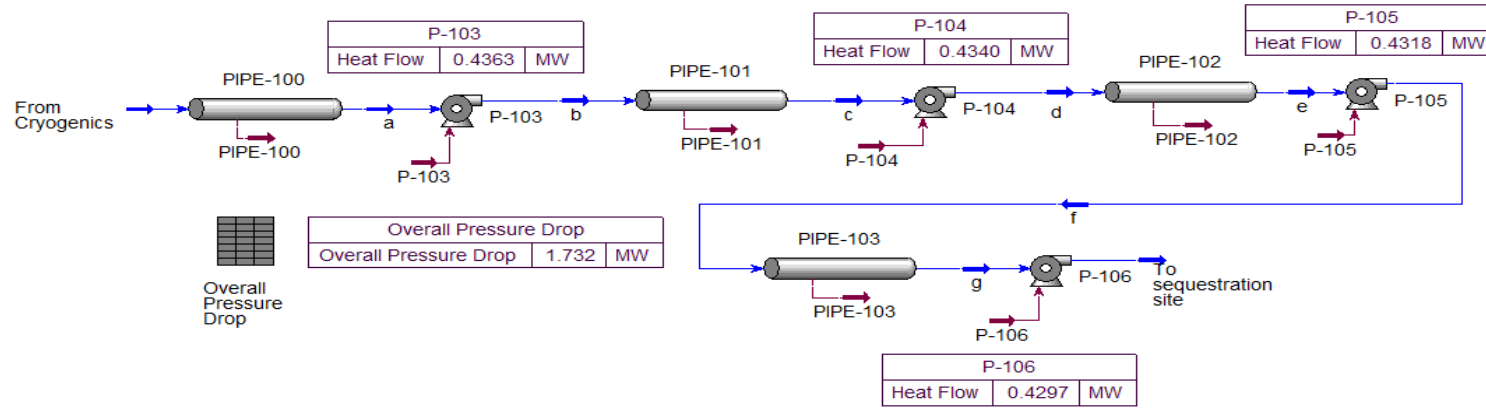 P-103
Heat Flow 0.4363 MW
P-104
Heat Flow 0.4340 MW
P-105
Heat Flow 0.4318 MW
From
Cryogenics
PIPE-100
a
P-103
b
PIPE-101
c
P-104
d
PIPE-102
e
P-105
PIPE-100
P-103
PIPE-101
P-104
PIPE-102
P-105
f
Overall Pressure Drop
Overall Pressure Drop 1.732 MW
Overall
Pressure
Drop
PIPE-103
g
P-106
To
sequestration
site
PIPE-103
P-106
P-106
Heat Flow 0.4297 MW